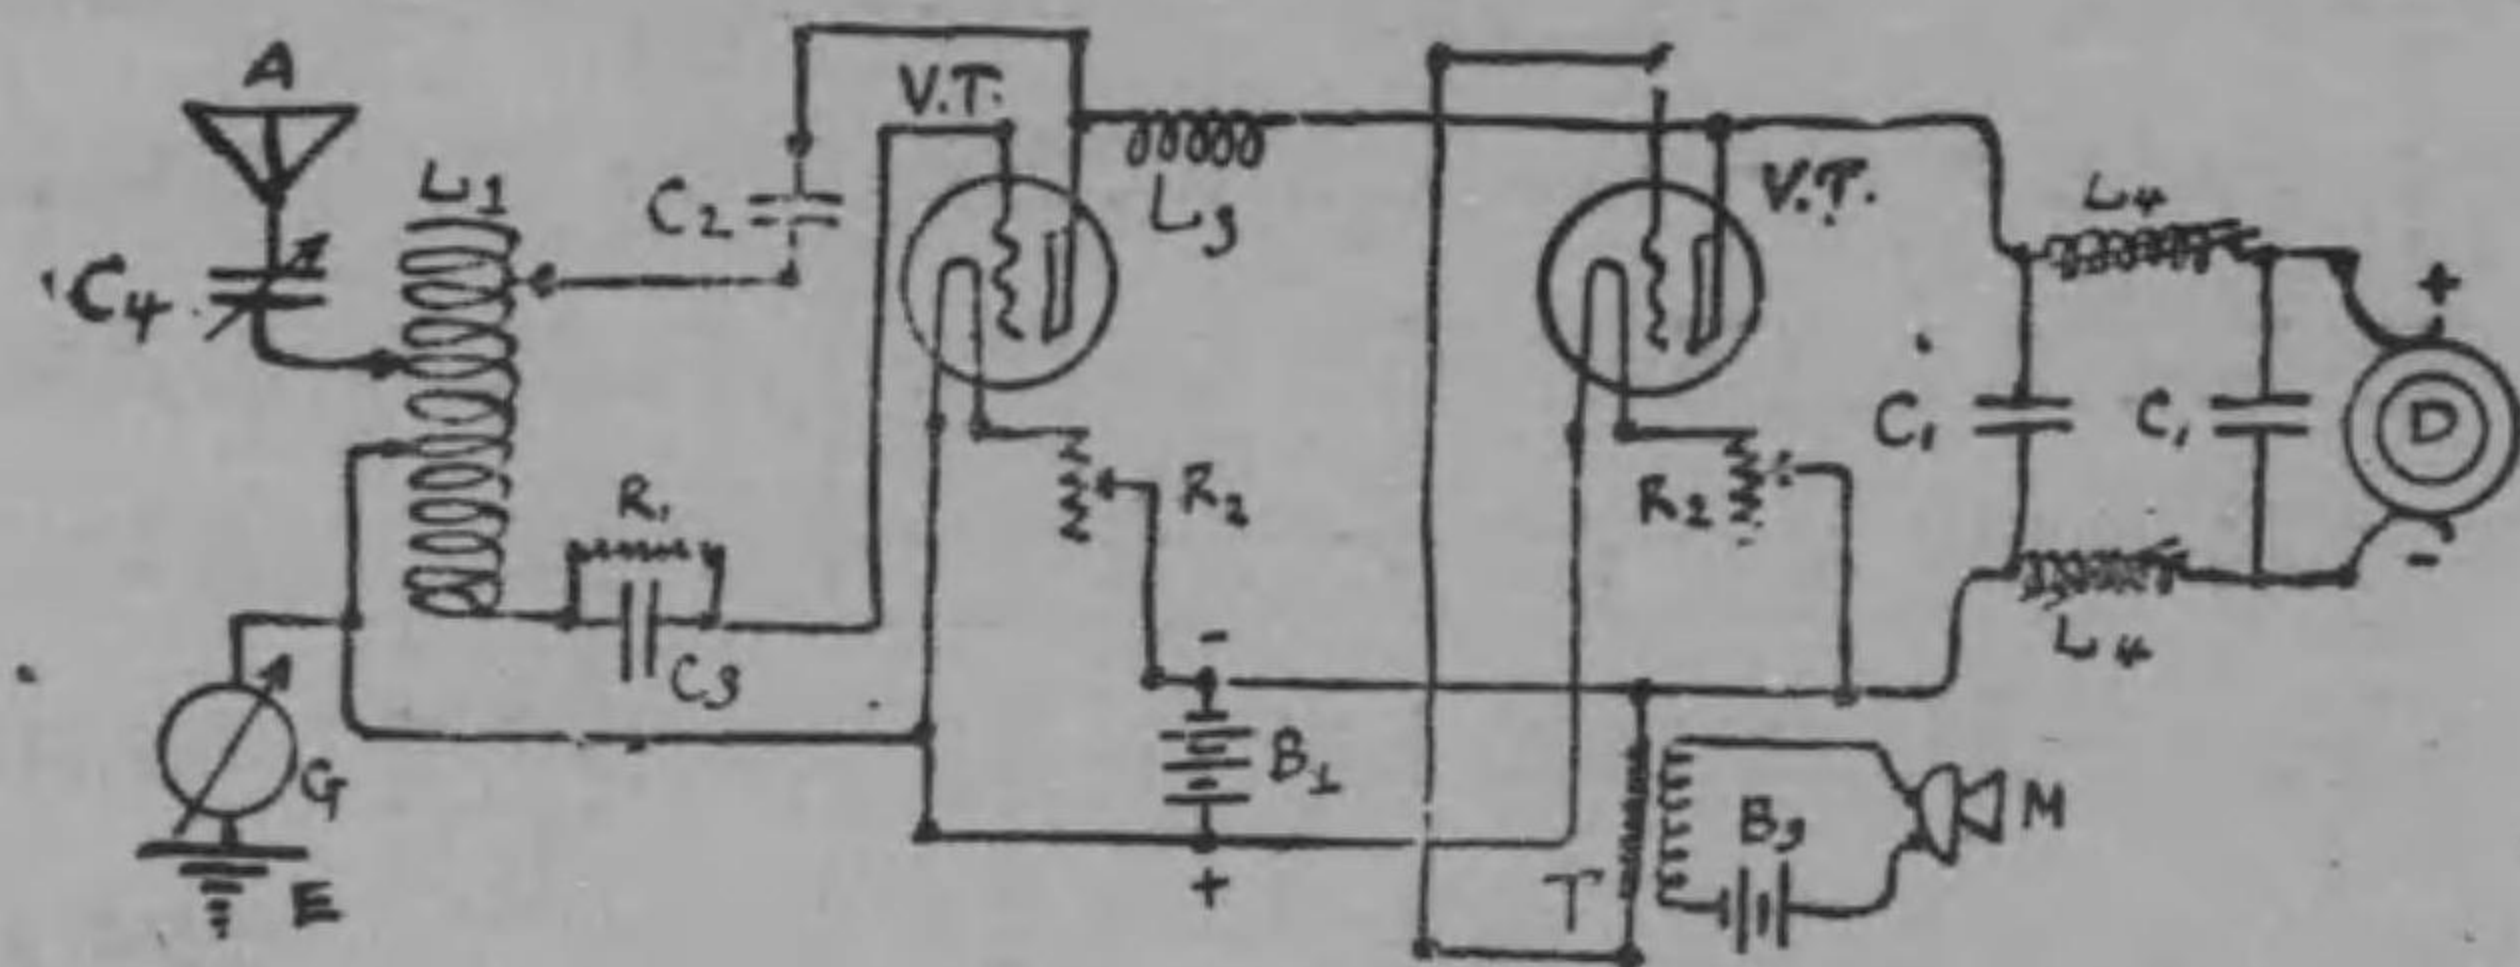 A
V.T.
L1
V.T.
L4
C2
L3
+
C4
C1
C1
D
R1
R2
R2
-
C3
-
L4
G
B1
B3
M
E
+
T